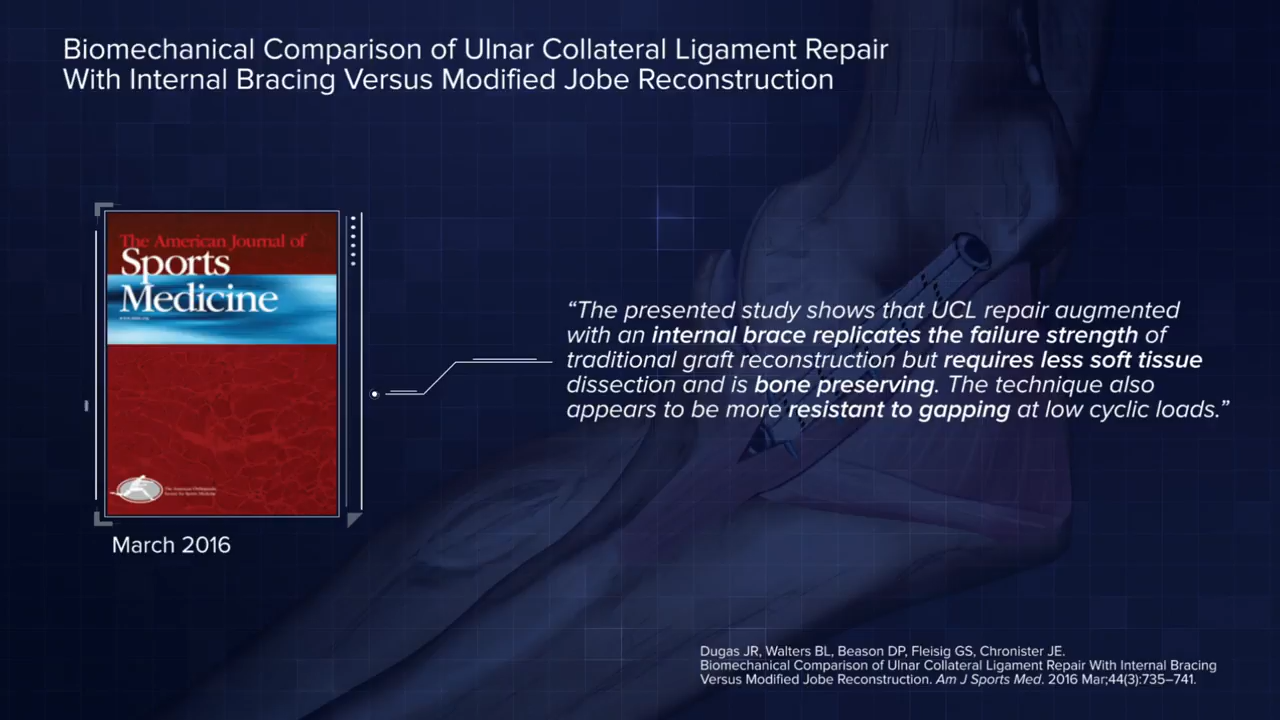 Biomechanical Comparison of Ulnar Collateral Ligament Repair
With Internal Bracing Versus Modified Jobe Reconstruction
The American Journal of
Sports
Medicine
March 2016
“The presented study shows that UCL repair augmented
with an internal brace replicates the failure strength of
traditional graft reconstruction but requires less soft tissue
dissection and is bone preserving. The technique also
appears to be more resistant to gapping at low cyclic loads.”
Dugas JR, Walters BL, Beason DP, Fleisig GS, Chronister JE.
Biomechanical Comparison of Ulnar Collateral Ligament Repair With Internal Bracing
Versus Modified Jobe Reconstruction. Am J Sports Med. 2016 Mar;44(3):735–741.